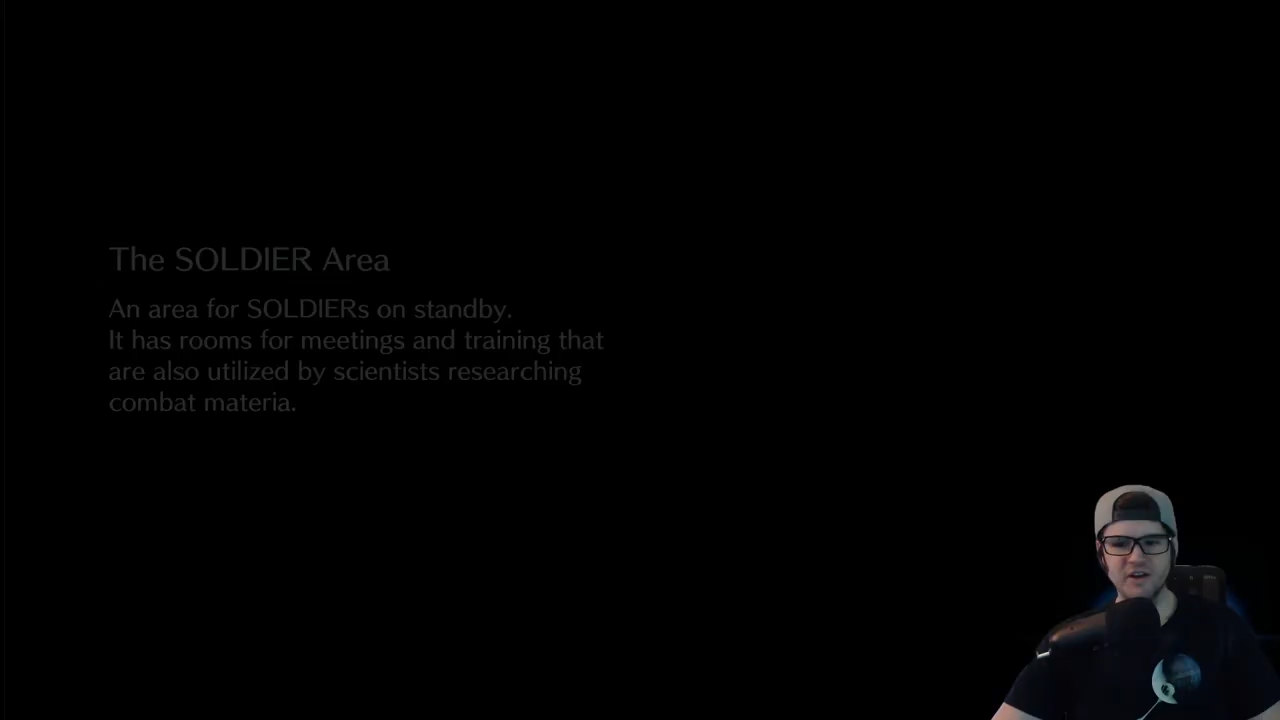 The SOLDIER Area
An area for SOLDIERs on standby.
It has rooms for meetings and training that
are also utilized by scientists researching
combat materia.